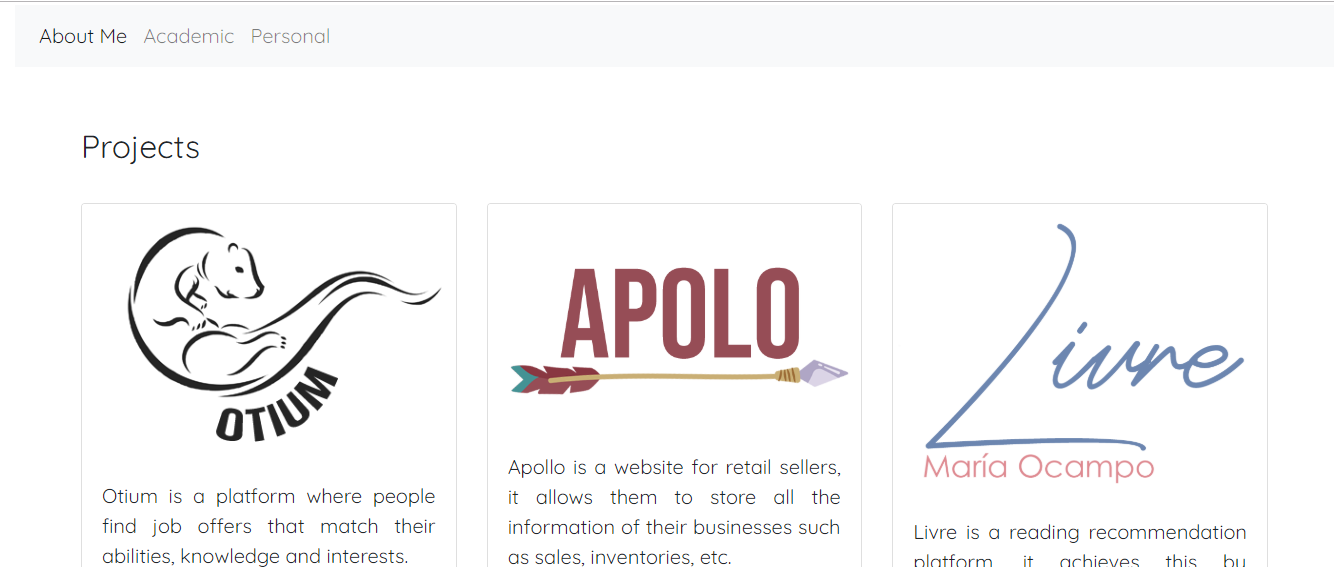 About Me Academic Personal
Projects
OTIUM
Otium is a platform where people
find job offers that match their
abilities, knowledge and interests.
APOLO
Apollo is a website for retail sellers,
it allows them to store all the
information of their businesses such
as sales, inventories, etc.
Livre
María Ocampo
Livre is a reading recommendation
platform, it achieves this by